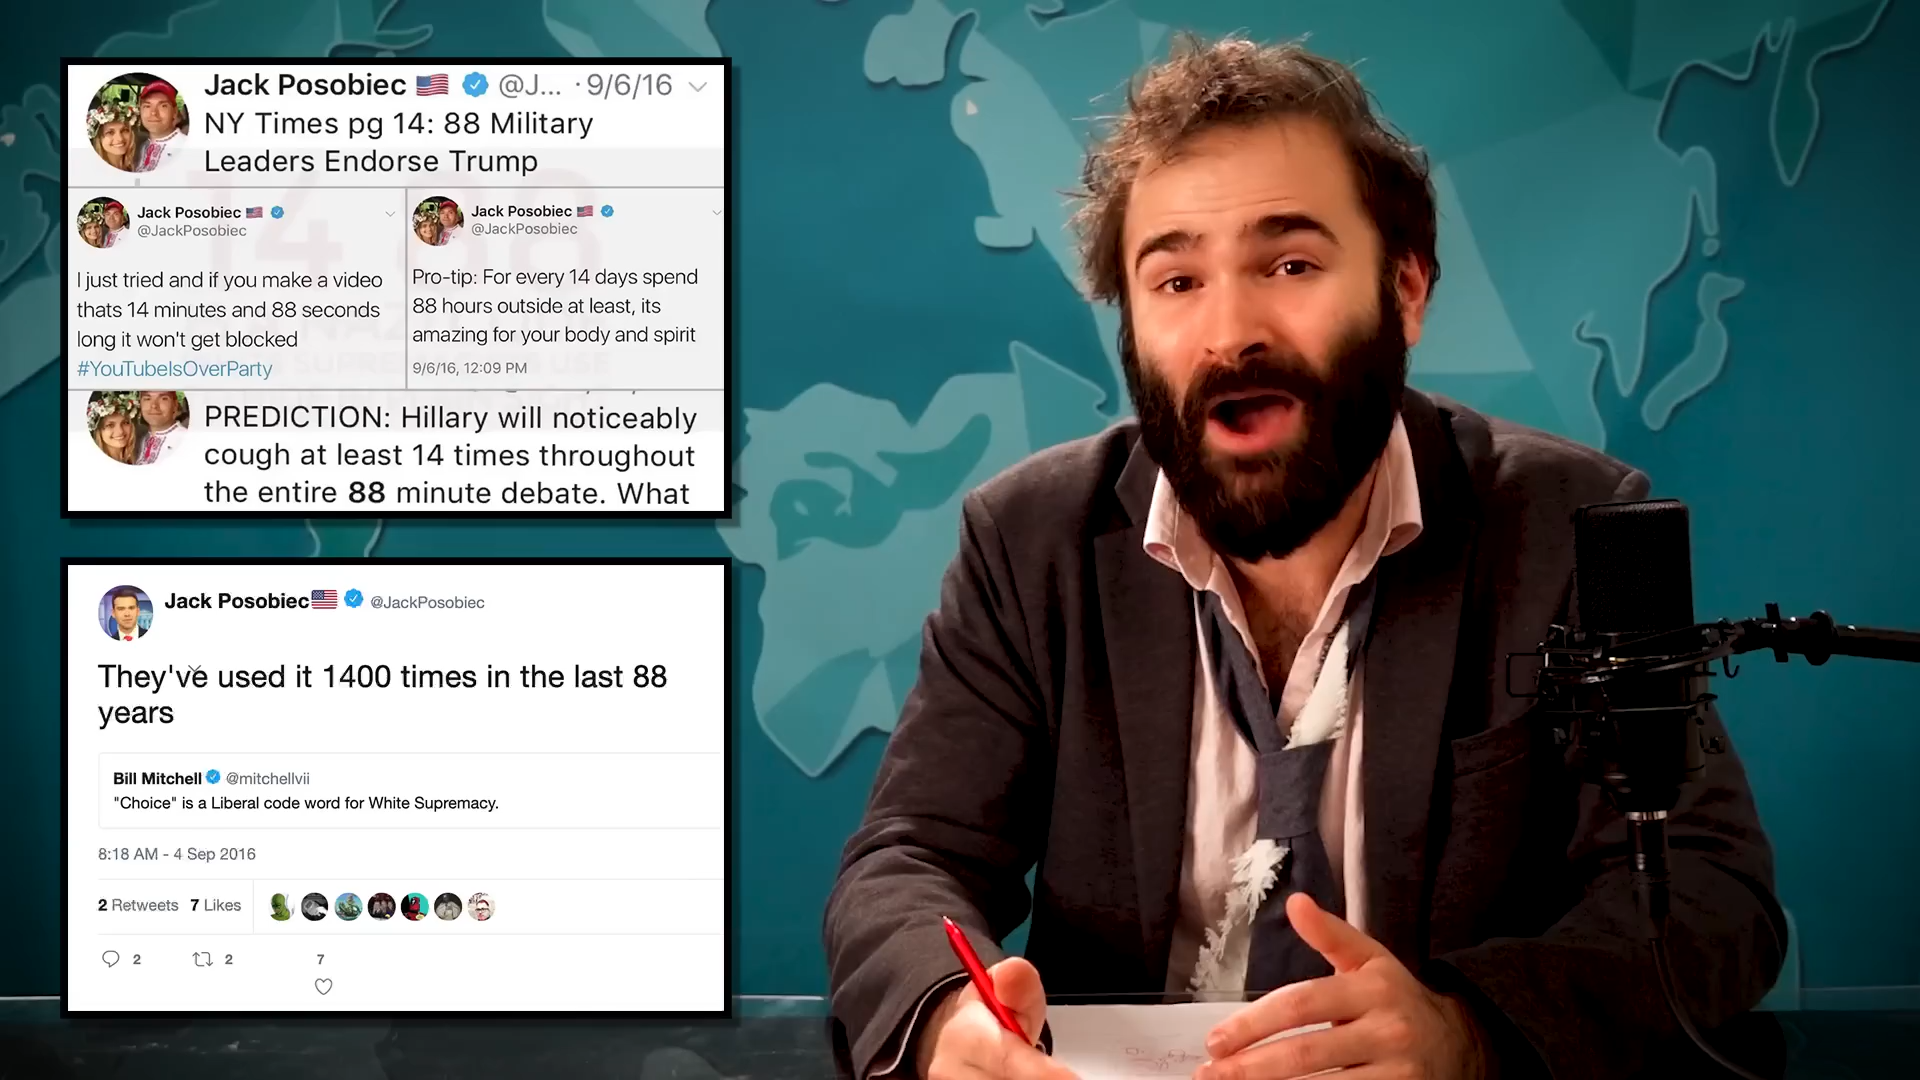 Jack Posobiec @J... · 9/6/16
NY Times pg 14: 88 Military
Leaders Endorse Trump
Jack Posobiec
@JackPosobiec
I just tried and if you make a video
thats 14 minutes and 88 seconds
long it won't get blocked
#YouTubeIsOverParty
Jack Posobiec
@JackPosobiec
Pro-tip: For every 14 days spend
88 hours outside at least, its
amazing for your body and spirit
9/6/16, 12:09 PM
PREDICTION: Hillary will noticeably
cough at least 14 times throughout
the entire 88 minute debate. What
Jack Posobiec @JackPosobiec
They've used it 1400 times in the last 88
years
Bill Mitchell @mitchellvii
"Choice" is a Liberal code word for White Supremacy.
8:18 AM - 4 Sep 2016
2 Retweets 7 Likes
2 2 7